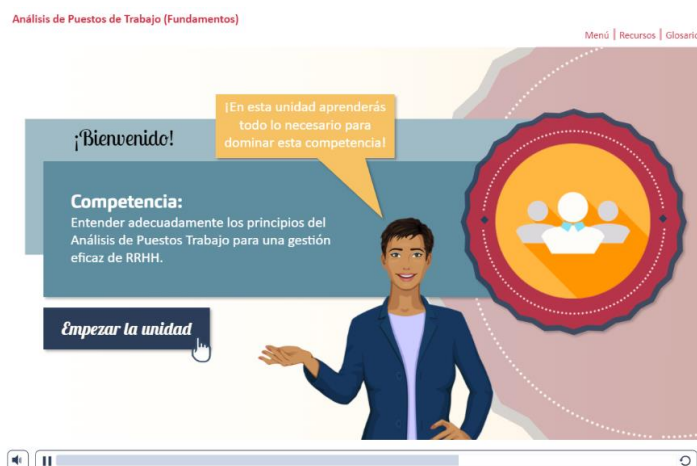 Análisis de Puestos de Trabajo (Fundamentos)
Menú | Recursos | Glosario
¡En esta unidad aprenderás
todo lo necesario para
dominar esta competencia!
¡Bienvenido!
Competencia:
Entender adecuadamente los principios del
Análisis de Puestos Trabajo para una gestión
eficaz de RRHH.
Empezar la unidad